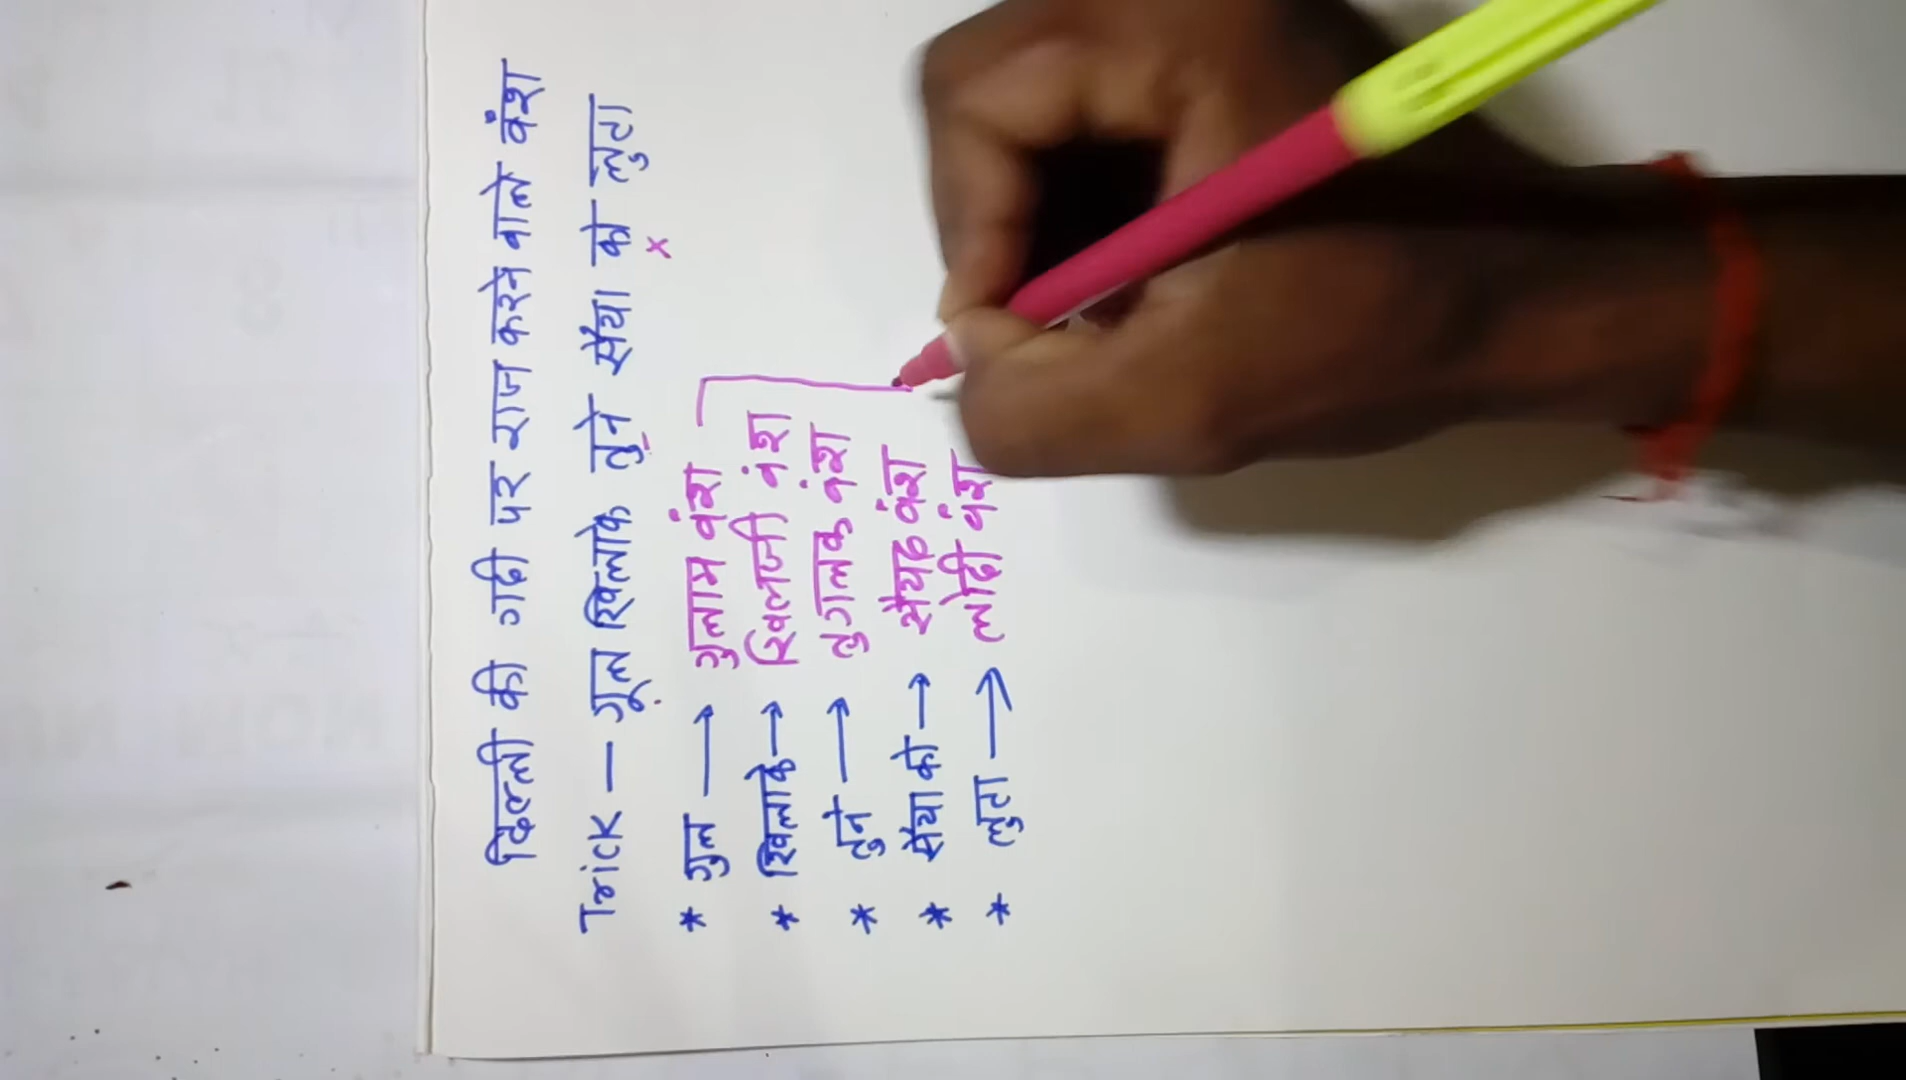 दिल्ली की गद्दी पर राज करने वाले वंश
Trick — गूल खिलाके तुने सैया को लुटा
* गुल → गुलाम वंश
* खिलाके → खिलजी वंश
* तुने → तुगलक वंश
* सैया को → सैयद वंश
* लुटा → लोदी वंश